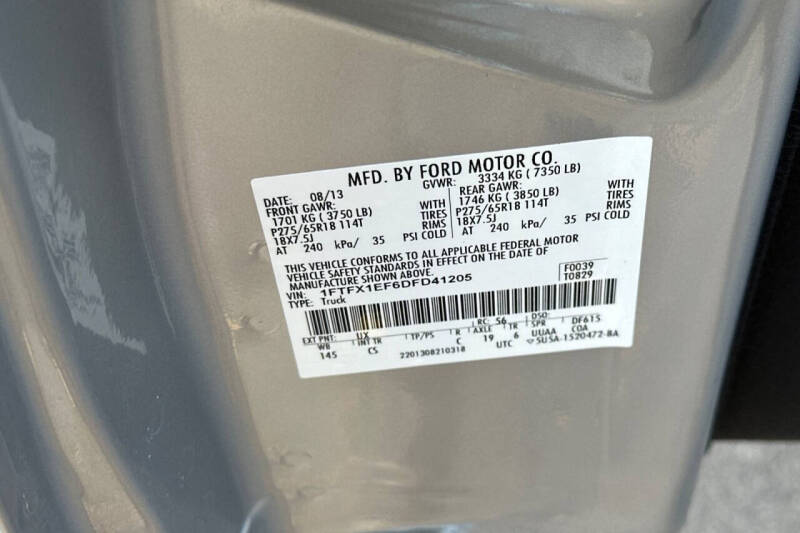 MFD. BY FORD MOTOR CO.
DATE: 08/13 GVWR: 3334 KG ( 7350 LB)
FRONT GAWR: REAR GAWR:
1701 KG ( 3750 LB) WITH 1746 KG ( 3850 LB) WITH
P275/65R18 114T TIRES P275/65R18 114T TIRES
18X7.5J RIMS 18X7.5J RIMS
AT 240 kPa/ 35 PSI COLD AT 240 kPa/ 35 PSI COLD
THIS VEHICLE CONFORMS TO ALL APPLICABLE FEDERAL MOTOR
VEHICLE SAFETY STANDARDS IN EFFECT ON THE DATE OF
MANUFACTURE SHOWN ABOVE.
VIN: 1FTFX1EF6DFD41205 F0039
TYPE: Truck T0829
EXT PNT: UX RC: 56 DSO: DF615
WB INT TR TP/PS R AXLE TR SPR COA
145 CS C 19 6 UUAA
2201308210318 UTC 5USA-1520472-BA